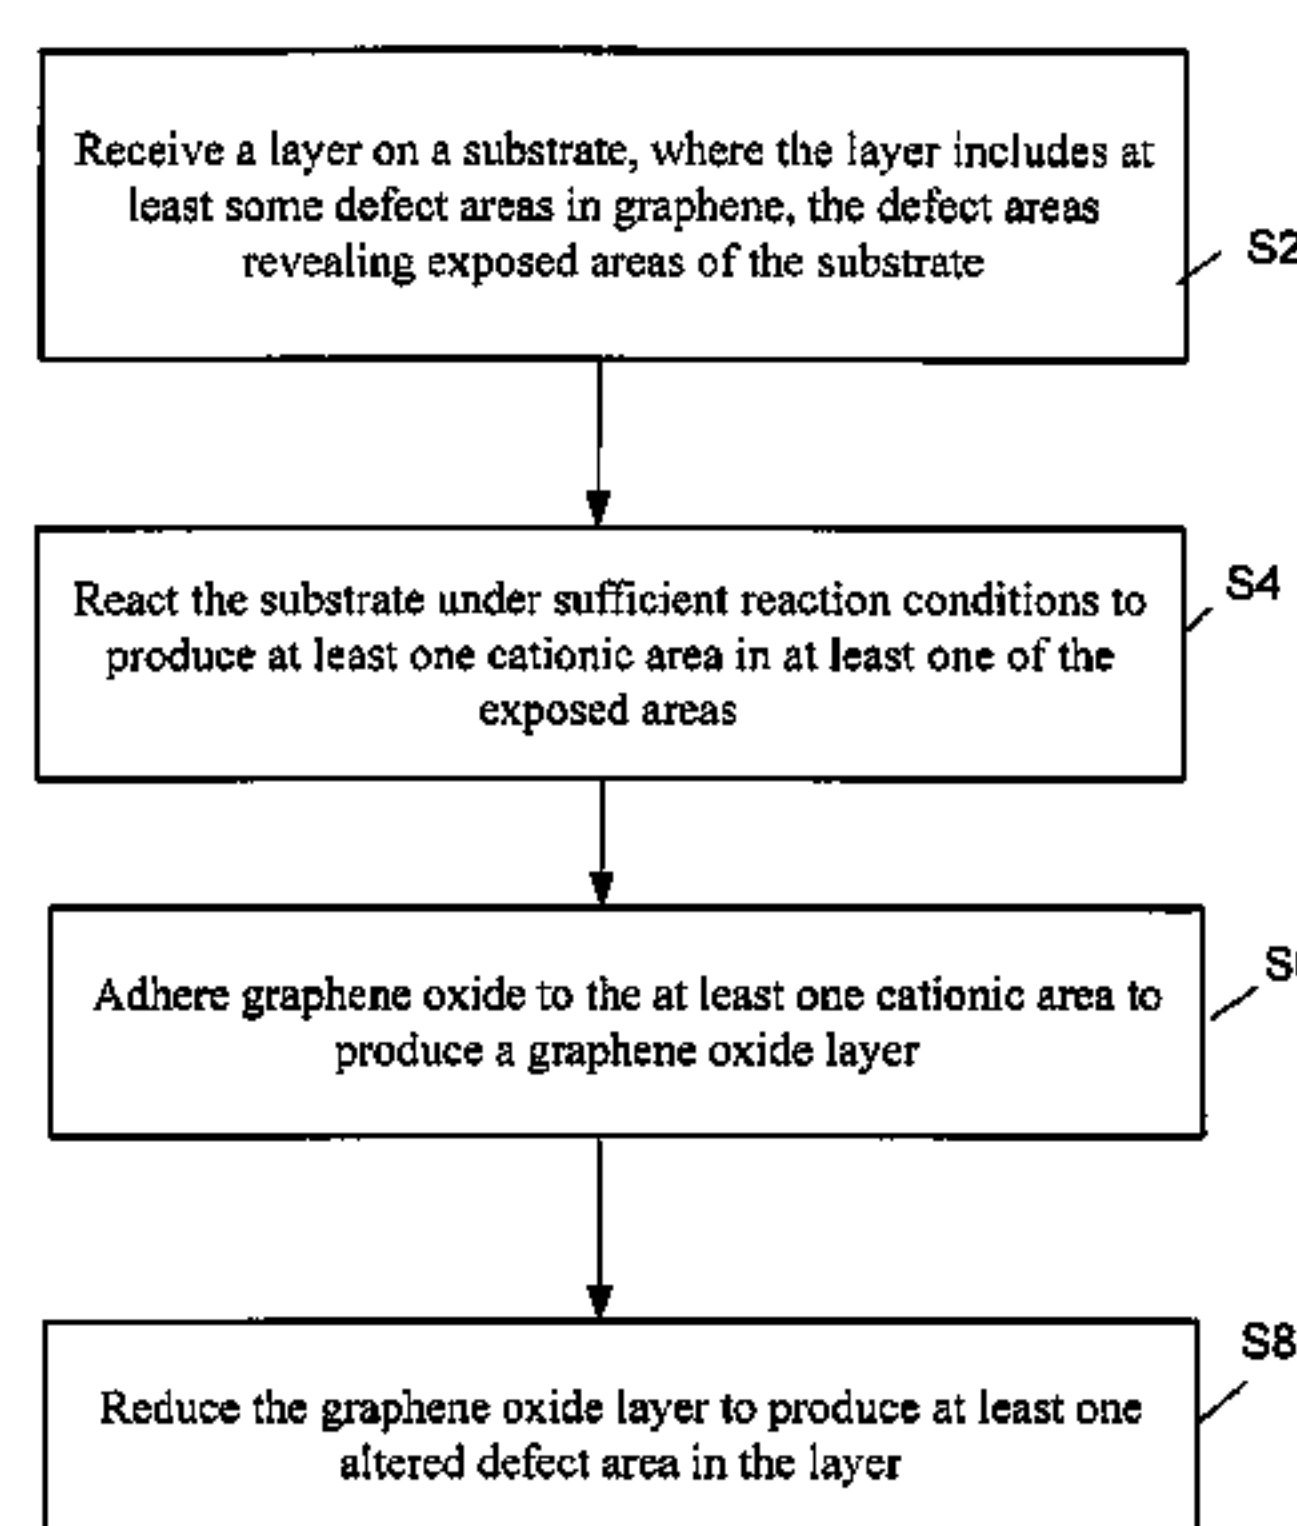 Receive a layer on a substrate, where the layer includes at
least some defect areas in graphene, the defect areas
revealing exposed areas of the substrate
S2
React the substrate under sufficient reaction conditions to
produce at least one cationic area in at least one of the
exposed areas
S4
Adhere graphene oxide to the at least one cationic area to
produce a graphene oxide layer
Reduce the graphene oxide layer to produce at least one
altered defect area in the layer
S8